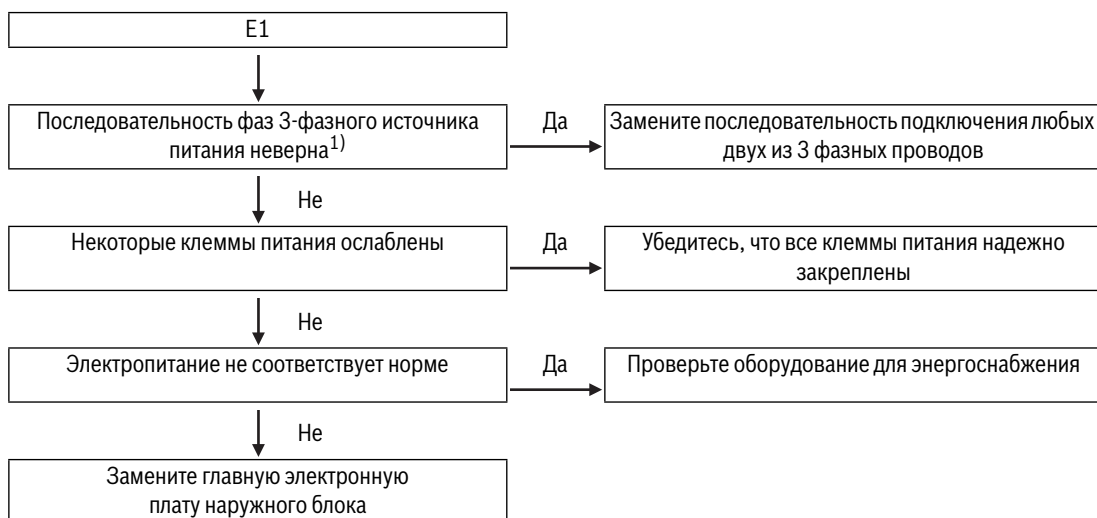 E1
Последовательность фаз 3-фазного источника
питания неверна1)
Да
Замените последовательность подключения любых
двух из 3 фазных проводов
Не
Некоторые клеммы питания ослаблены
Да
Убедитесь, что все клеммы питания надежно
закреплены
Не
Электропитание не соответствует норме
Да
Проверьте оборудование для энергоснабжения
Не
Замените главную электронную
плату наружного блока